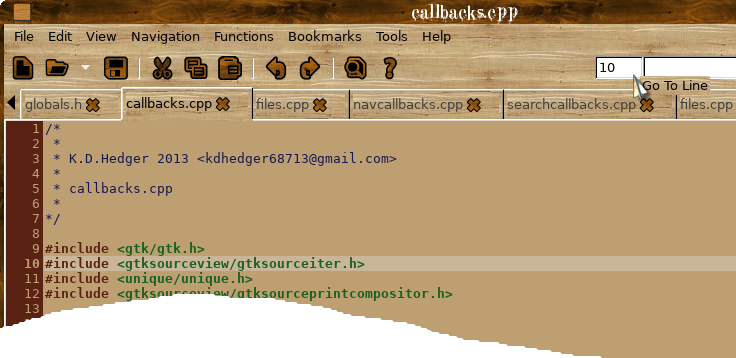 callbacks.cpp
File Edit View Navigation Functions Bookmarks Tools Help
10
Go To Line
globals.h callbacks.cpp files.cpp navcallbacks.cpp searchcallbacks.cpp files.cpp
1 /*
2  *
3  * K.D.Hedger 2013 <kdhedger68713@gmail.com>
4  *
5  * callbacks.cpp
6  *
7 */
8
9 #include <gtk/gtk.h>
10 #include <gtksourceview/gtksourceiter.h>
11 #include <unique/unique.h>
12 #include <gtksourceview/gtksourceprintcompositor.h>
13